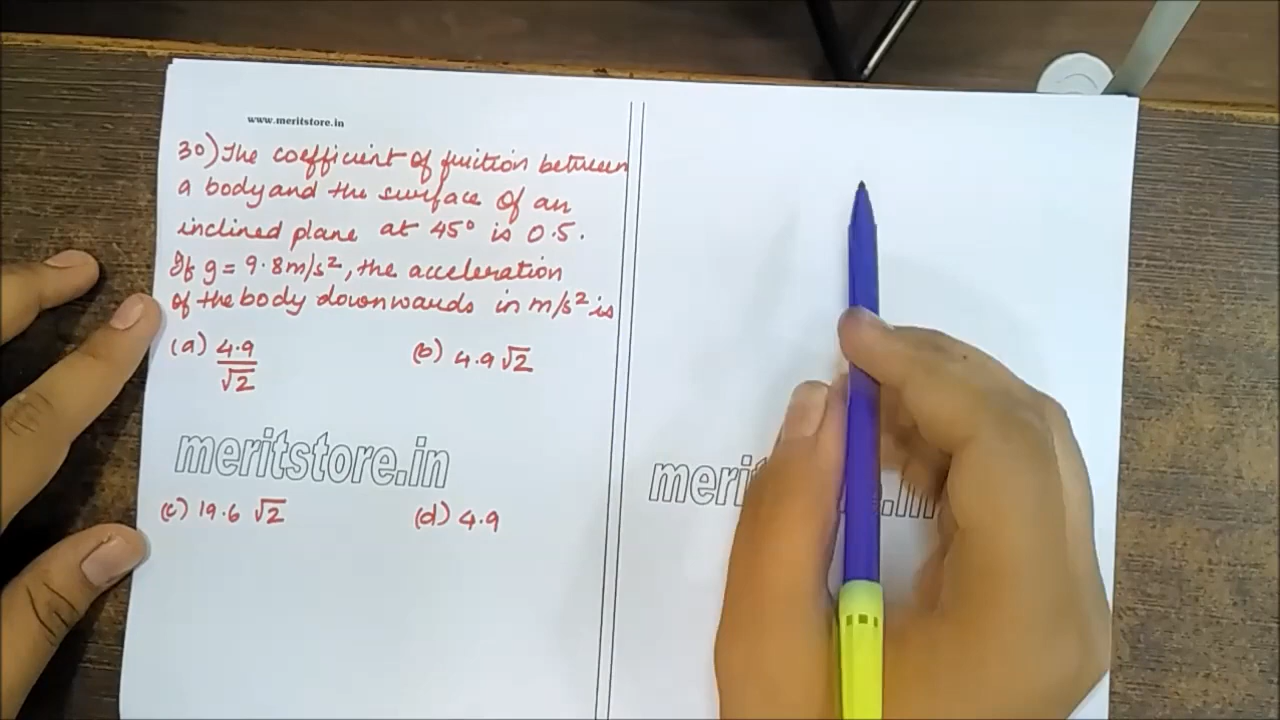 www.meritstore.in
30) The coefficient of friction between
a body and the surface of an
inclined plane at 45° is 0.5.
If g = 9.8m/s², the acceleration
of the body downwards in m/s² is
(a) 4.9/√2 (b) 4.9 √2
meritstore.in
(c) 19.6 √2 (d) 4.9